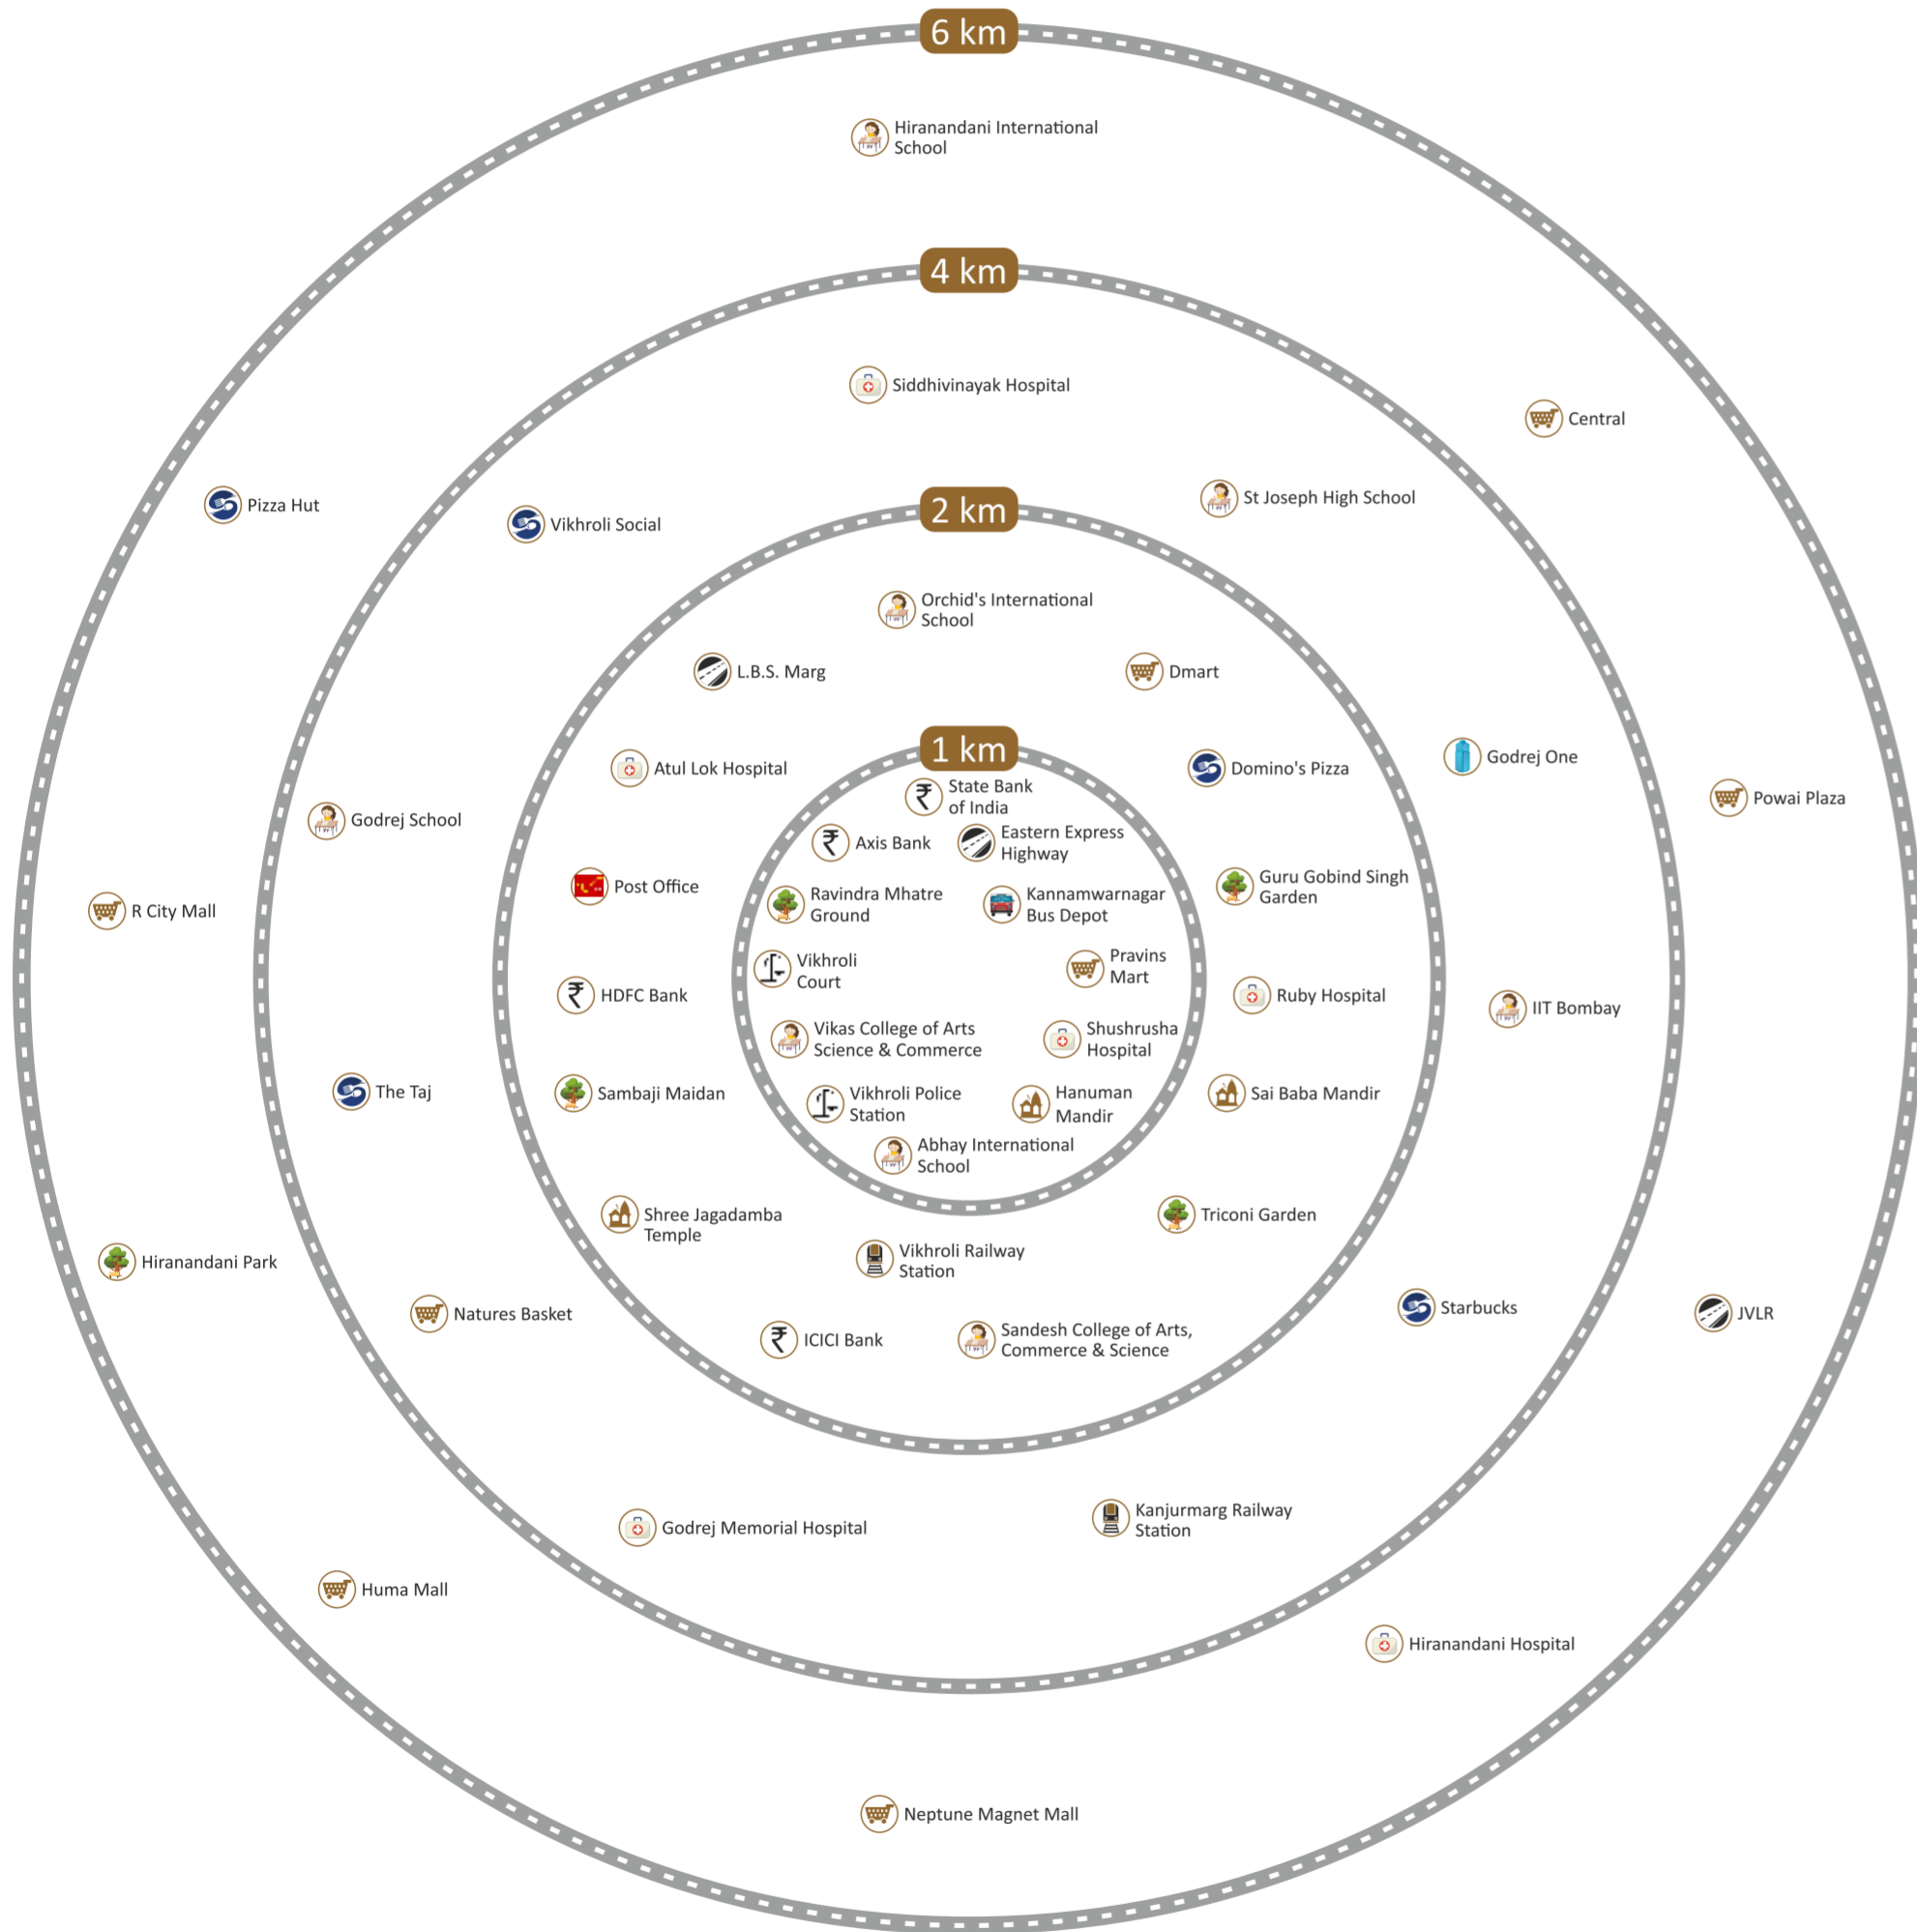 6 km
Hiranandani International
School
4 km
Siddhivinayak Hospital
Central
St Joseph High School
Pizza Hut
Vikhroli Social
2 km
Orchid's International
School
L.B.S. Marg
Dmart
1 km
Godrej One
Atul Lok Hospital
Domino's Pizza
State Bank
of India
Powai Plaza
Godrej School
Axis Bank
Eastern Express
Highway
Post Office
Guru Gobind Singh
Garden
Ravindra Mhatre
Ground
Kannamwarnagar
Bus Depot
R City Mall
Vikhroli
Court
Pravins
Mart
HDFC Bank
Ruby Hospital
IIT Bombay
Vikas College of Arts
Science & Commerce
Shushrusha
Hospital
The Taj
Sambaji Maidan
Vikhroli Police
Station
Hanuman
Mandir
Sai Baba Mandir
Abhay International
School
Shree Jagadamba
Temple
Triconi Garden
Vikhroli Railway
Station
Hiranandani Park
Natures Basket
Starbucks
JVLR
ICICI Bank
Sandesh College of Arts,
Commerce & Science
Godrej Memorial Hospital
Kanjurmarg Railway
Station
Huma Mall
Hiranandani Hospital
Neptune Magnet Mall